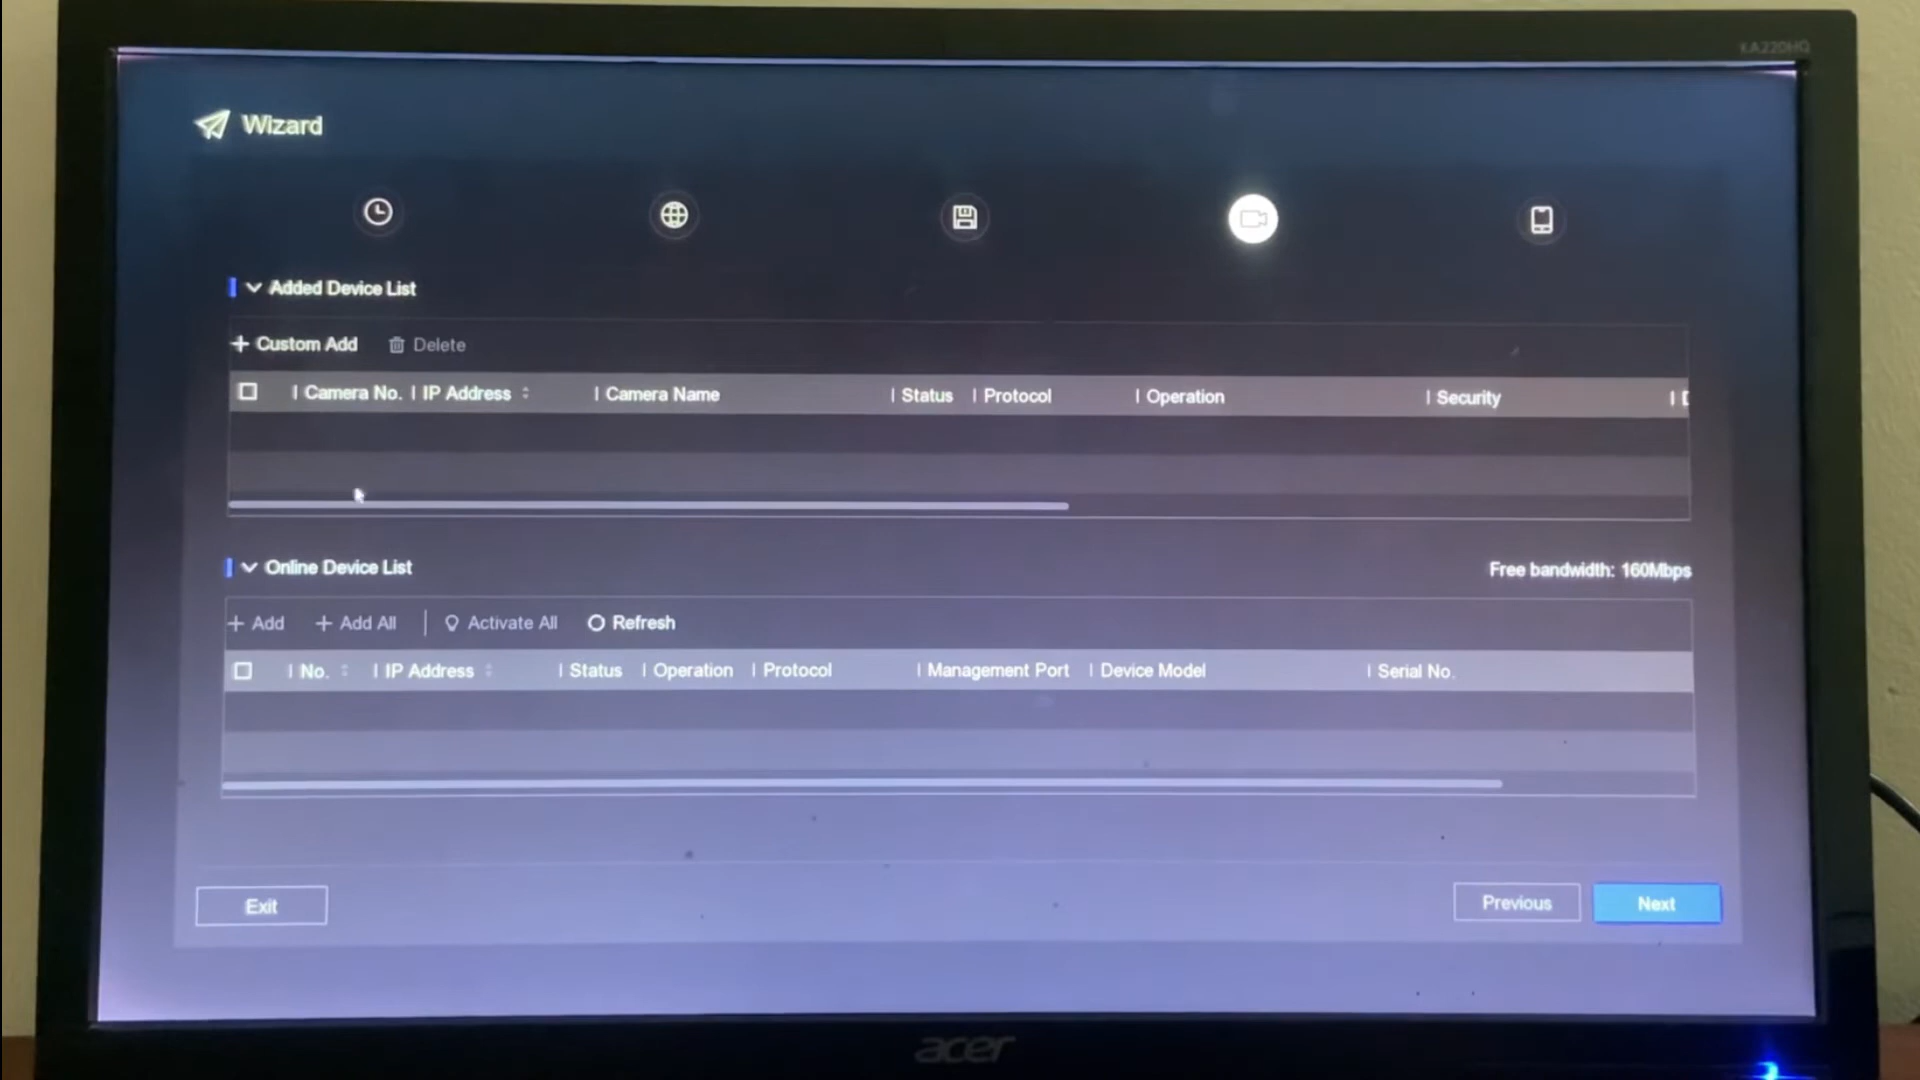 KA220HQ
Wizard
Added Device List
Custom Add Delete
Camera No. IP Address Camera Name Status Protocol Operation Security
Online Device List Free bandwidth: 160Mbps
Add Add All Activate All Refresh
No. IP Address Status Operation Protocol Management Port Device Model Serial No.
Exit Previous Next
acer